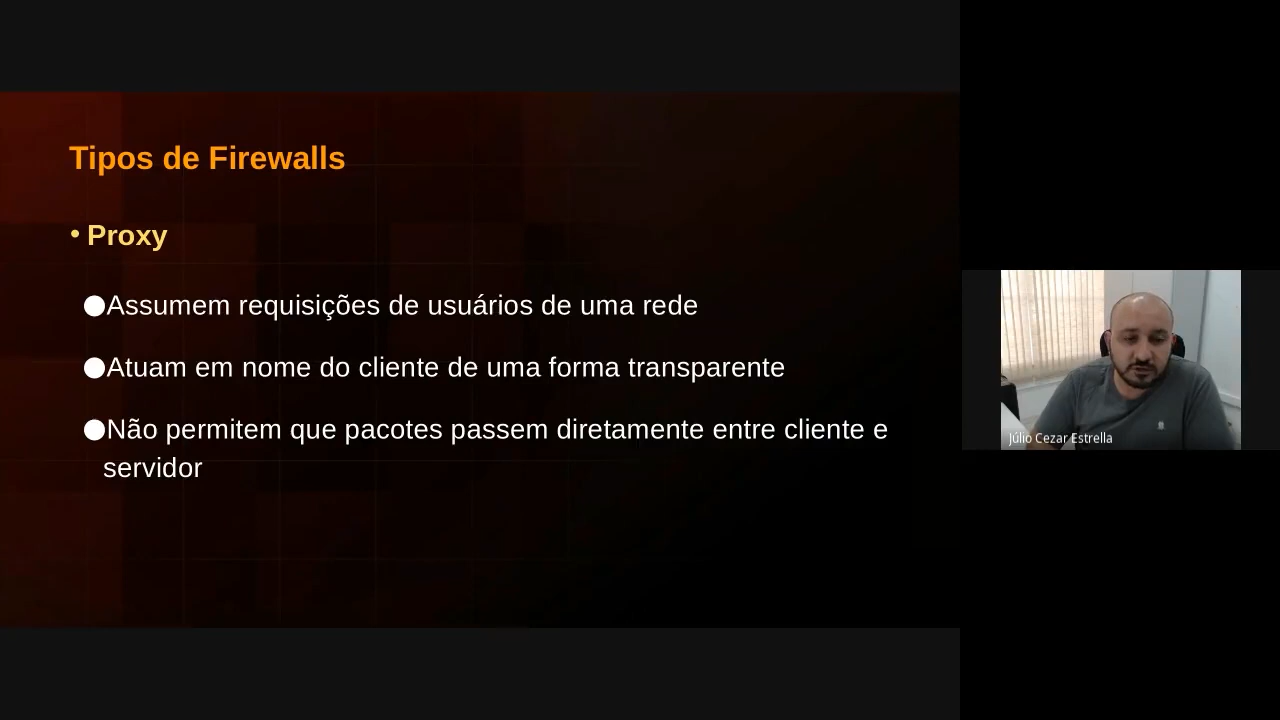 Tipos de Firewalls
• Proxy
●Assumem requisições de usuários de uma rede
●Atuam em nome do cliente de uma forma transparente
●Não permitem que pacotes passem diretamente entre cliente e
servidor
Júlio Cezar Estrella